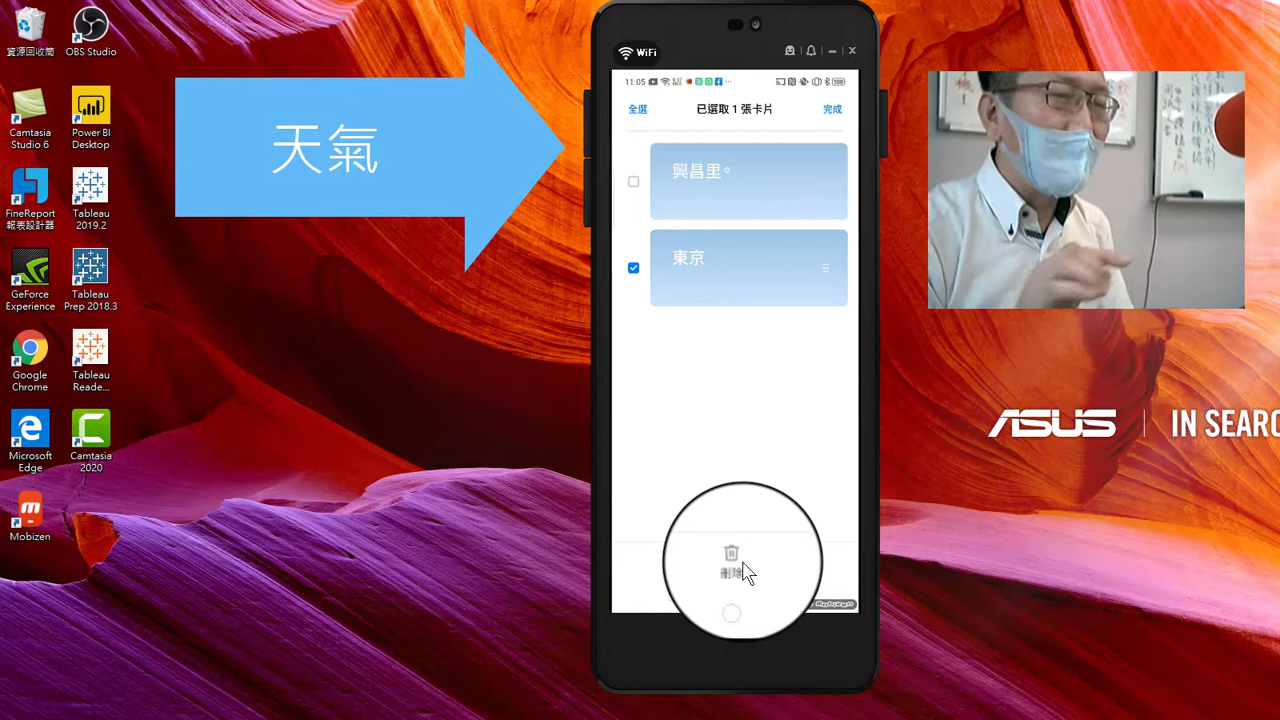 資源回收筒
OBS Studio
Camtasia
Studio 6
Power BI
Desktop
FineReport
報表設計器
Tableau
2019.2
GeForce
Experience
Tableau
Prep 2018.3
Google
Chrome
Tableau
Reade...
Microsoft
Edge
Camtasia
2020
Mobizen
天氣
WiFi
11:05
100
全選
已選取 1 張卡片
完成
興昌里。
東京
刪除
ASUS
IN SEARC